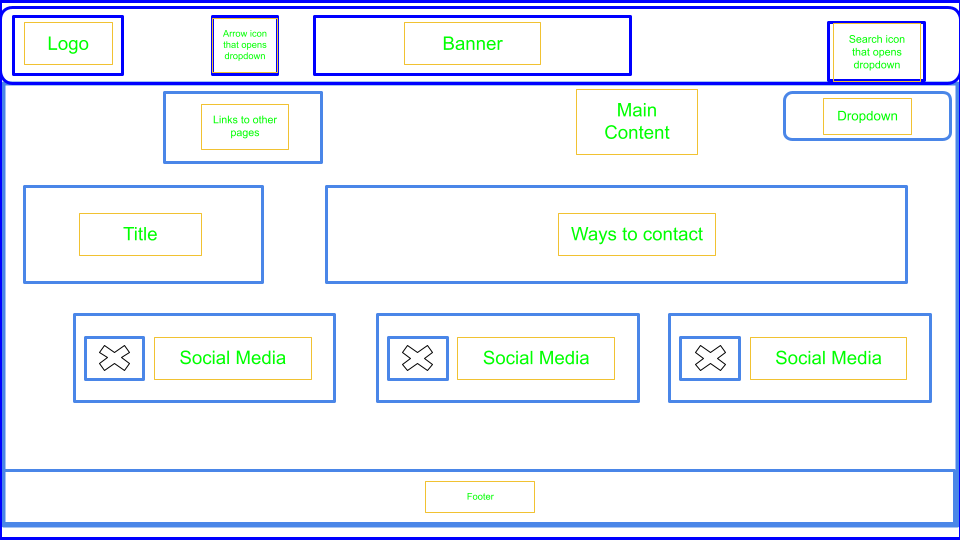 Logo
Arrow icon
that opens
dropdown
Banner
Search icon
that opens
dropdown
Links to other
pages
Main
Content
Dropdown
Title
Ways to contact
Social Media
Social Media
Social Media
Footer